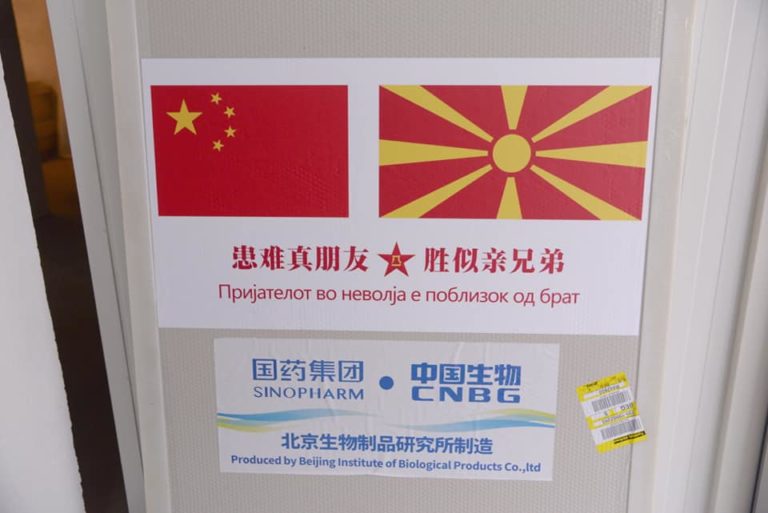 患难真朋友 八一 胜似亲兄弟
Пријателот во неволја е поблизок од брат
国药集团 中国生物
SINOPHARM CNBG
北京生物制品研究所制造
Produced by Beijing Institute of Biological Products Co.,ltd